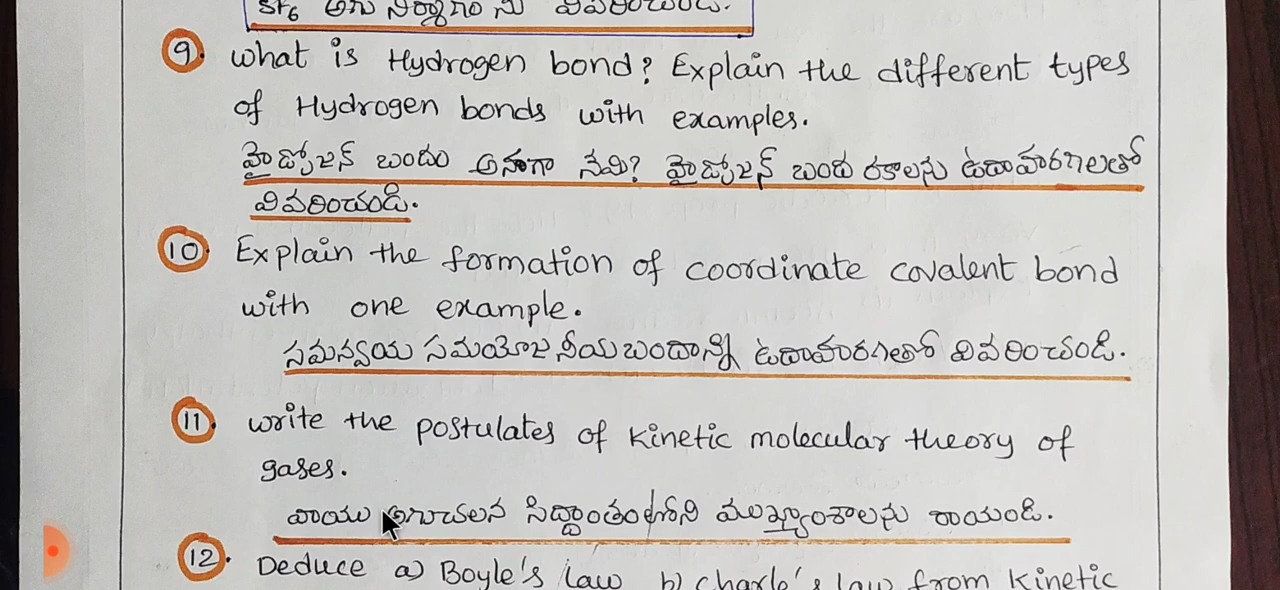 SF6 అణు నిర్మాణం ను వివరించండి.
9. What is Hydrogen bond? Explain the different types
of Hydrogen bonds with examples.
హైడ్రోజన్ బంధం అనగా నేమి? హైడ్రోజన్ బంధ రకాలను ఉదాహరణలతో
వివరించండి.
10. Explain the formation of coordinate covalent bond
with one example.
సమన్వయ సమయోజనీయ బంధాన్ని ఉదాహరణతో వివరించండి.
11. Write the postulates of kinetic molecular theory of
gases.
వాయు అణుచలన సిద్ధాంతంలోని ముఖ్యాంశాలను రాయండి.
12. Deduce a) Boyle's law b) Charle's law from Kinetic